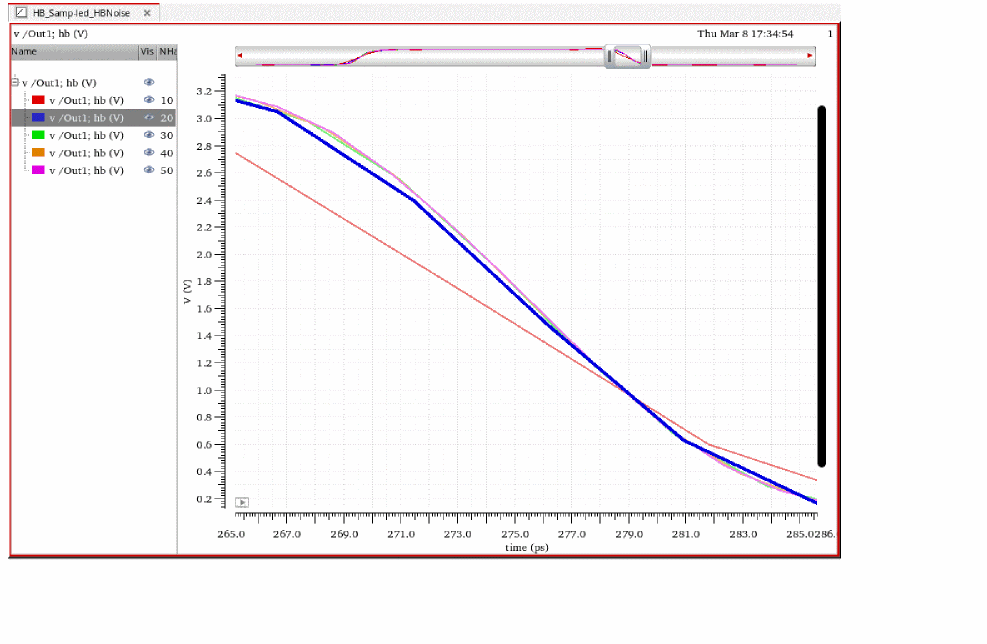 HB_Samp-led_HBNoise
v /Out1; hb (V) Thu Mar 8 17:34:54 1
Name Vis NHa
v /Out1; hb (V)
v /Out1; hb (V) 10
v /Out1; hb (V) 20
v /Out1; hb (V) 30
v /Out1; hb (V) 40
v /Out1; hb (V) 50
3.2
3.0
2.8
2.6
2.4
2.2
2.0
1.8
1.6
1.4
1.2
1.0
0.8
0.6
0.4
0.2
V (V)
265.0 267.0 269.0 271.0 273.0 275.0 277.0 279.0 281.0 283.0 285.0286.
time (ps)